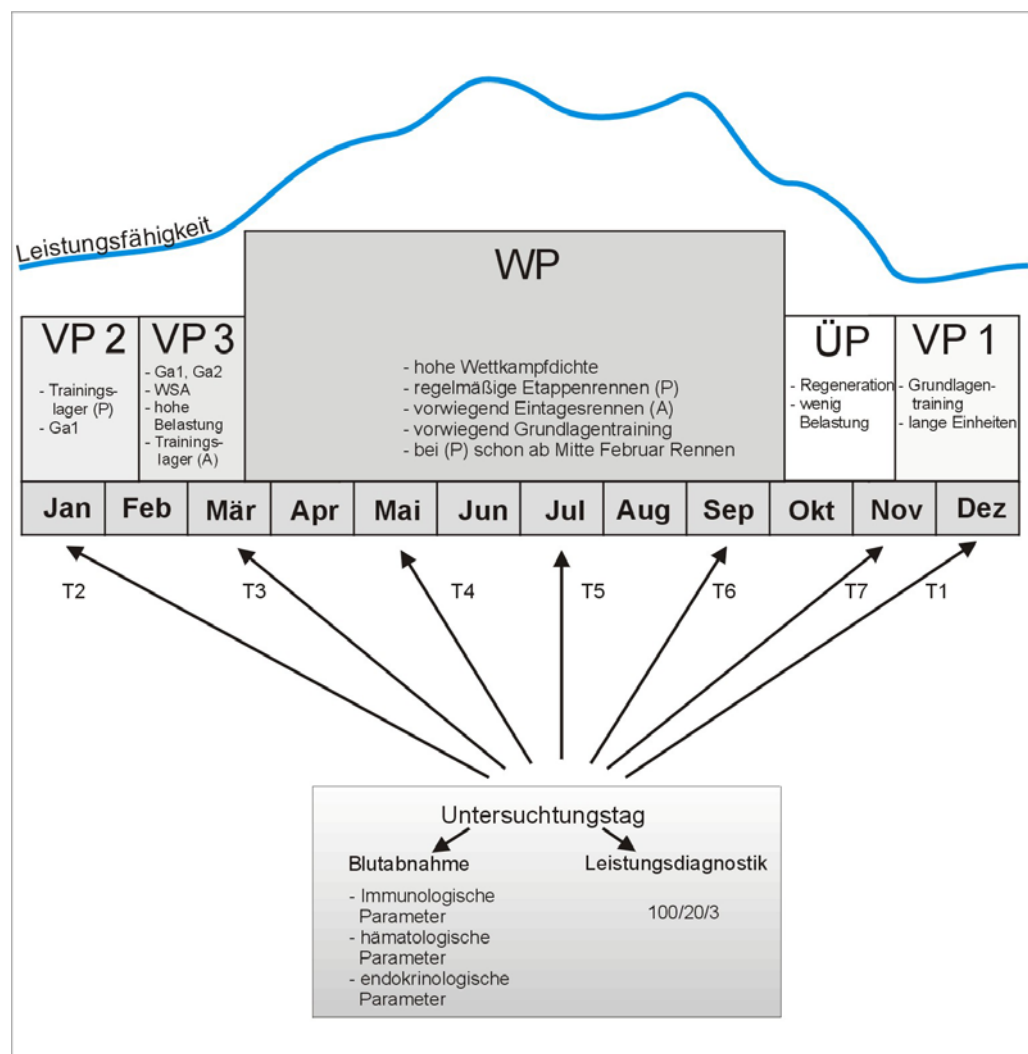 Leistungsfähigkeit
WP
VP 2
VP 3
ÜP
VP 1
- Trainings-
lager (P)
- Ga1
- Ga1, Ga2
- WSA
- hohe
Belastung
- Trainings-
lager (A)
- hohe Wettkampfdichte
- regelmäßige Etappenrennen (P)
- vorwiegend Eintagesrennen (A)
- vorwiegend Grundlagentraining
- bei (P) schon ab Mitte Februar Rennen
- Regeneration
- wenig
Belastung
- Grundlagen-
training
- lange Einheiten
Jan Feb Mär Apr Mai Jun Jul Aug Sep Okt Nov Dez
T2 T3 T4 T5 T6 T7 T1
Untersuchtungstag
Blutabnahme
- Immunologische
Parameter
- hämatologische
Parameter
- endokrinologische
Parameter
Leistungsdiagnostik
100/20/3